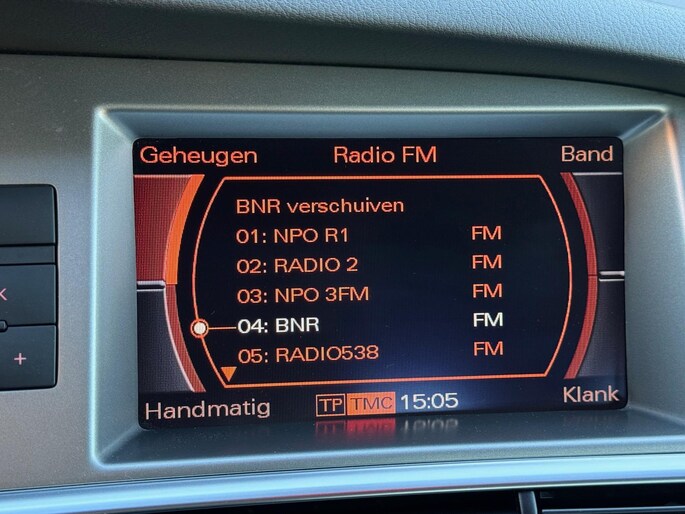 Geheugen Radio FM Band
BNR verschuiven
01: NPO R1 FM
02: RADIO 2 FM
03: NPO 3FM FM
04: BNR FM
05: RADIO538 FM
Handmatig TP TMC 15:05 Klank
K
+